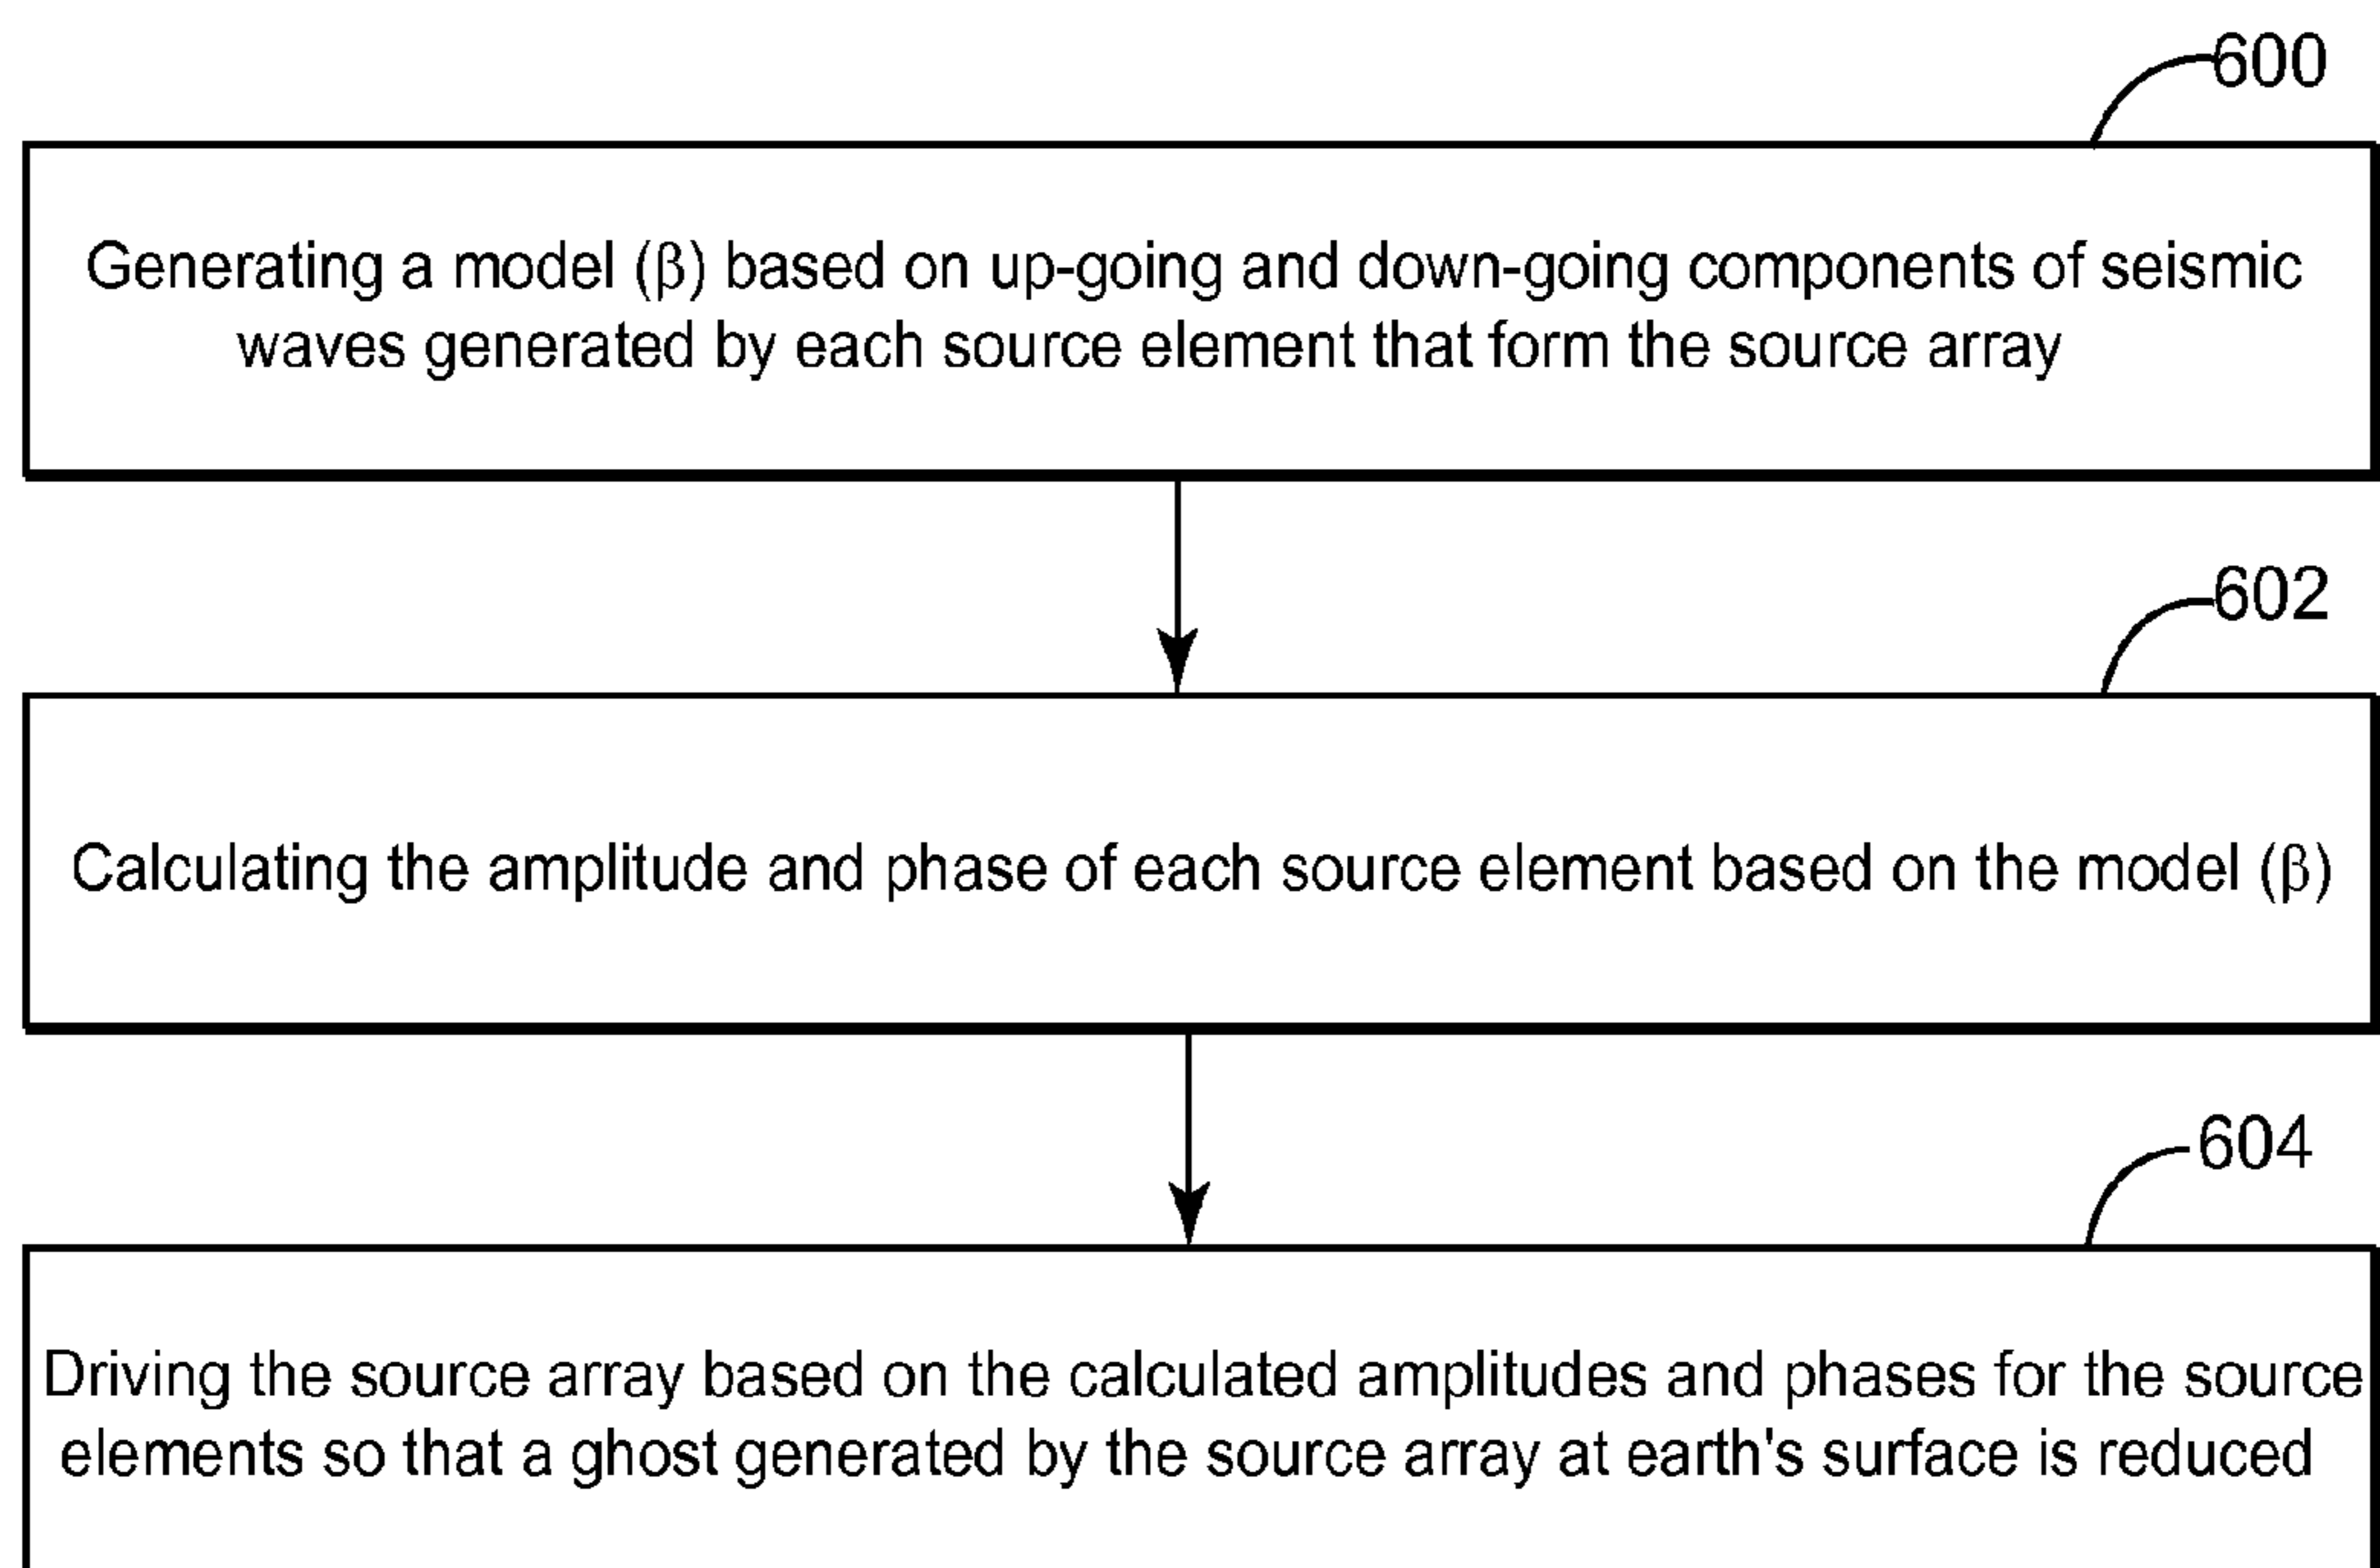 600
Generating a model (β) based on up-going and down-going components of seismic
waves generated by each source element that form the source array
602
Calculating the amplitude and phase of each source element based on the model (β)
604
Driving the source array based on the calculated amplitudes and phases for the source
elements so that a ghost generated by the source array at earth's surface is reduced